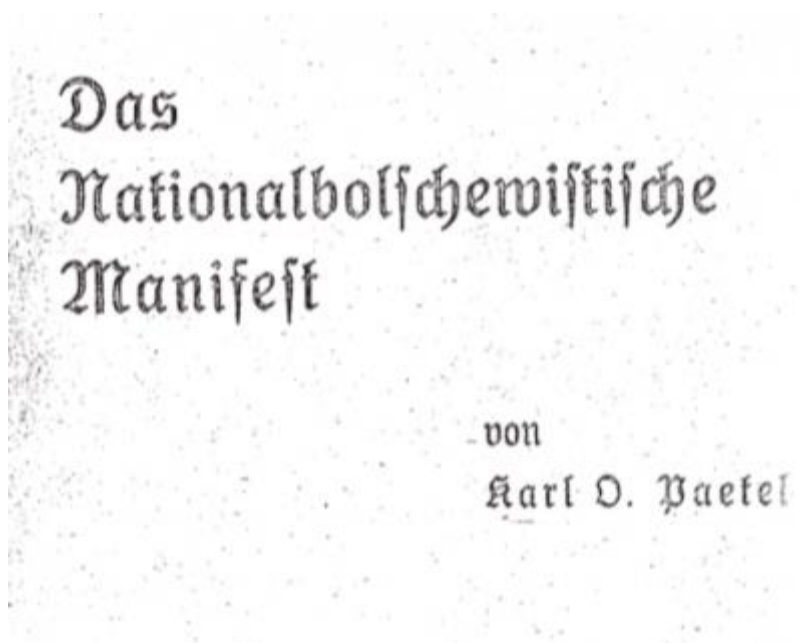 Das
Nationalbolſchewiſtiſche
Manifeſt
von
Karl O. Paetel